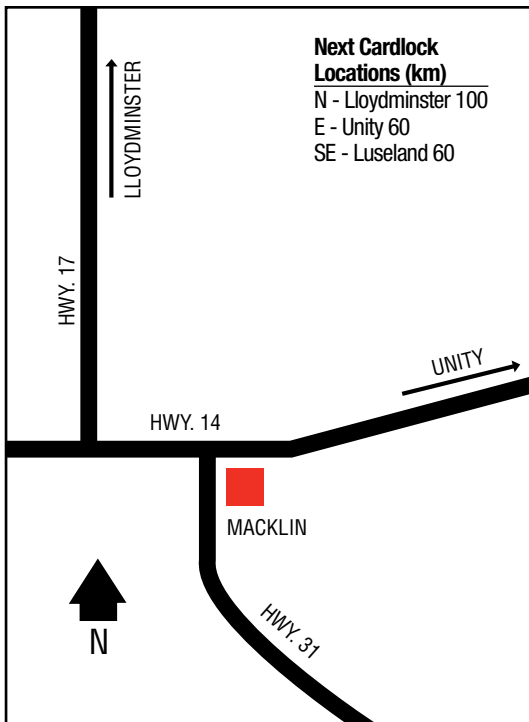 Next Cardlock
Locations (km)
N - Lloydminster 100
E - Unity 60
SE - Luseland 60
LLOYDMINSTER
HWY. 17
UNITY
HWY. 14
MACKLIN
N
HWY. 31